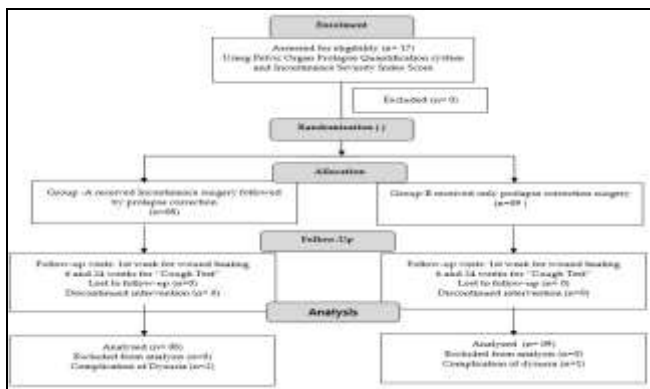 Enrolment
Assessed for eligibility (n= 17)
Using Pelvic Organ Prolapse Quantification system
and Incontinence Severity Index Score
Excluded (n= 0)
Randomization ( )
Allocation
Group -A received Incontinence surgery followed
by prolapse correction
Group-B received only prolapse correction surgery
Follow-Up
Follow-up visits: 1st week for wound healing
6 and 24 weeks for "Cough Test"
Lost to follow-up (n=0)
Discontinued intervention (n= 0)
Follow-up visits: 1st week for wound healing
6 and 24 weeks for "Cough Test"
Lost to follow-up (n= 0)
Discontinued intervention (n=0)
Analysis
Analysed
Excluded from analysis (n=0)
Complication of Dysuria
Analysed
Excluded from analysis (n=0)
Complication of dysuria